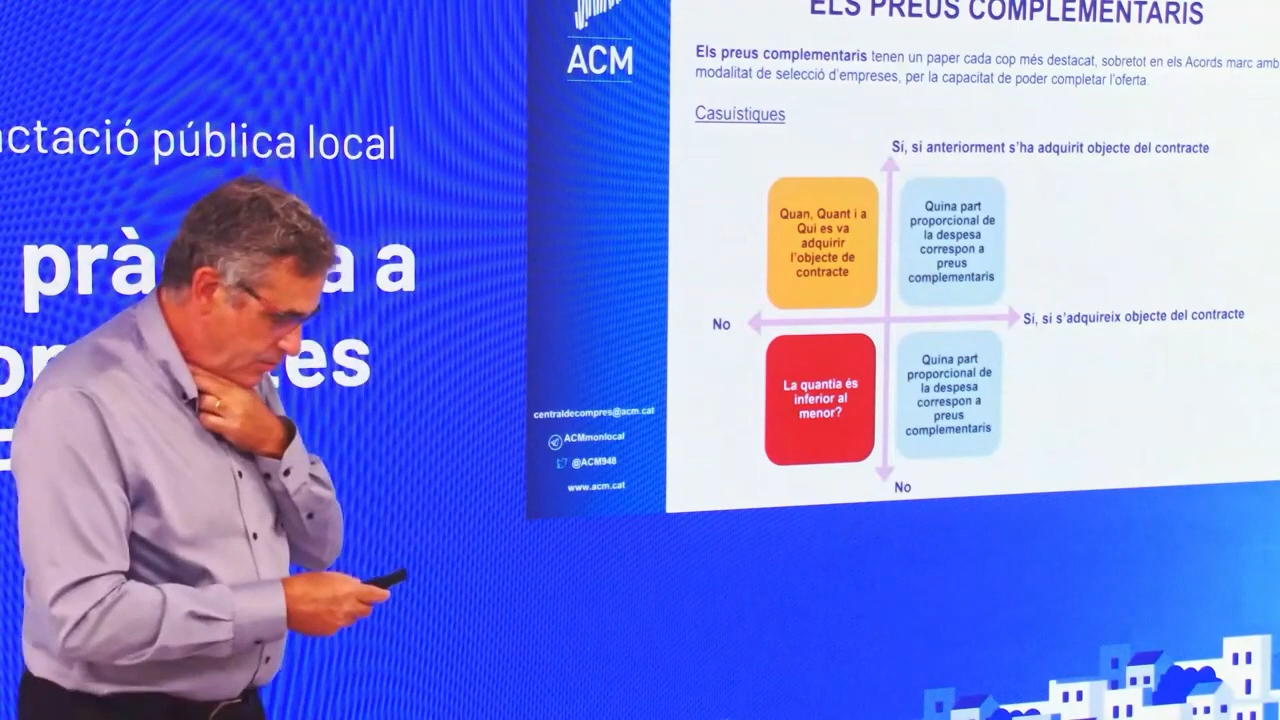 actació pública local
prà
a a
es
ACM
centraldecompres@acm.cat
ACMmonlocal
@ACM948
www.acm.cat
ELS PREUS COMPLEMENTARIS
Els preus complementaris tenen un paper cada cop més destacat, sobretot en els Acords marc amb
modalitat de selecció d'empreses, per la capacitat de poder completar l'oferta.
Casuístiques
Sí, si anteriorment s'ha adquirit objecte del contracte
Quan, Quant i a
Qui es va
adquirir
l'objecte de
contracte
Quina part
proporcional de
la despesa
correspon a
preus
complementaris
No
Sí, si s'adquireix objecte del contracte
La quantia és
inferior al
menor?
Quina part
proporcional de
la despesa
correspon a
preus
complementaris
No